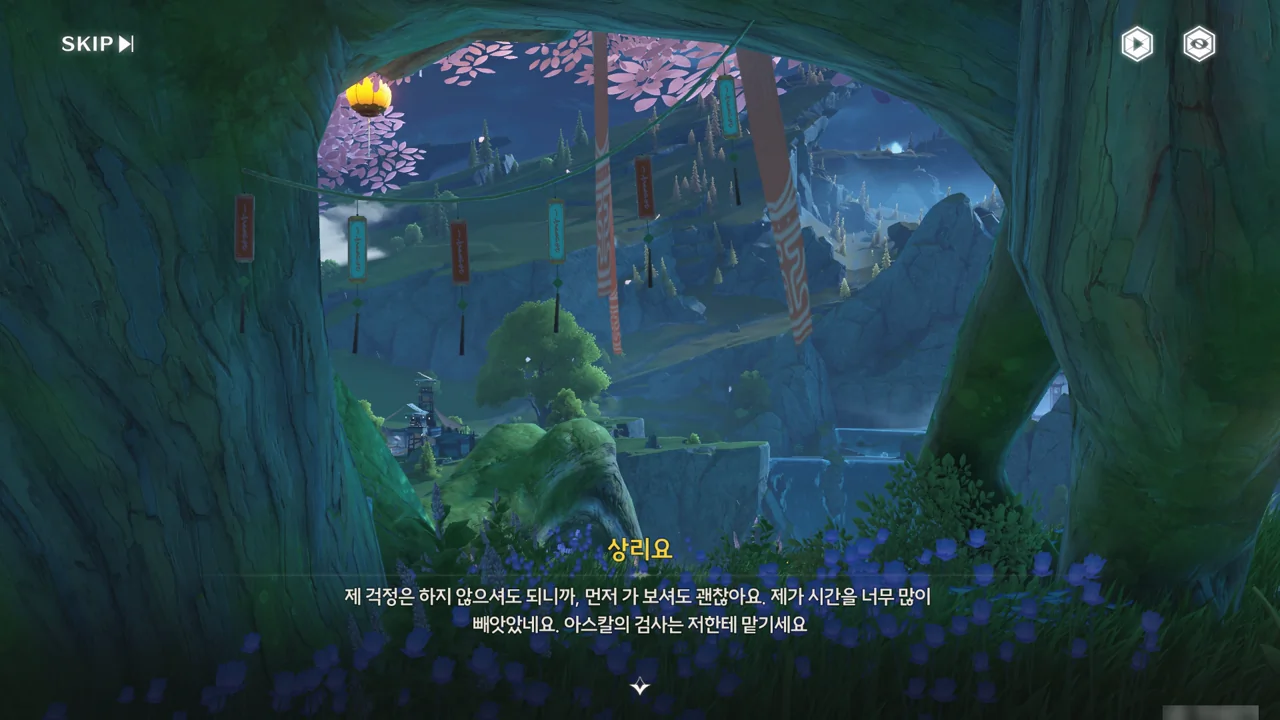 SKIP
상리요
제 걱정은 하지 않으셔도 되니까, 먼저 가 보셔도 괜찮아요. 제가 시간을 너무 많이
빼앗았네요. 아스칼의 검사는 저한테 맡기세요